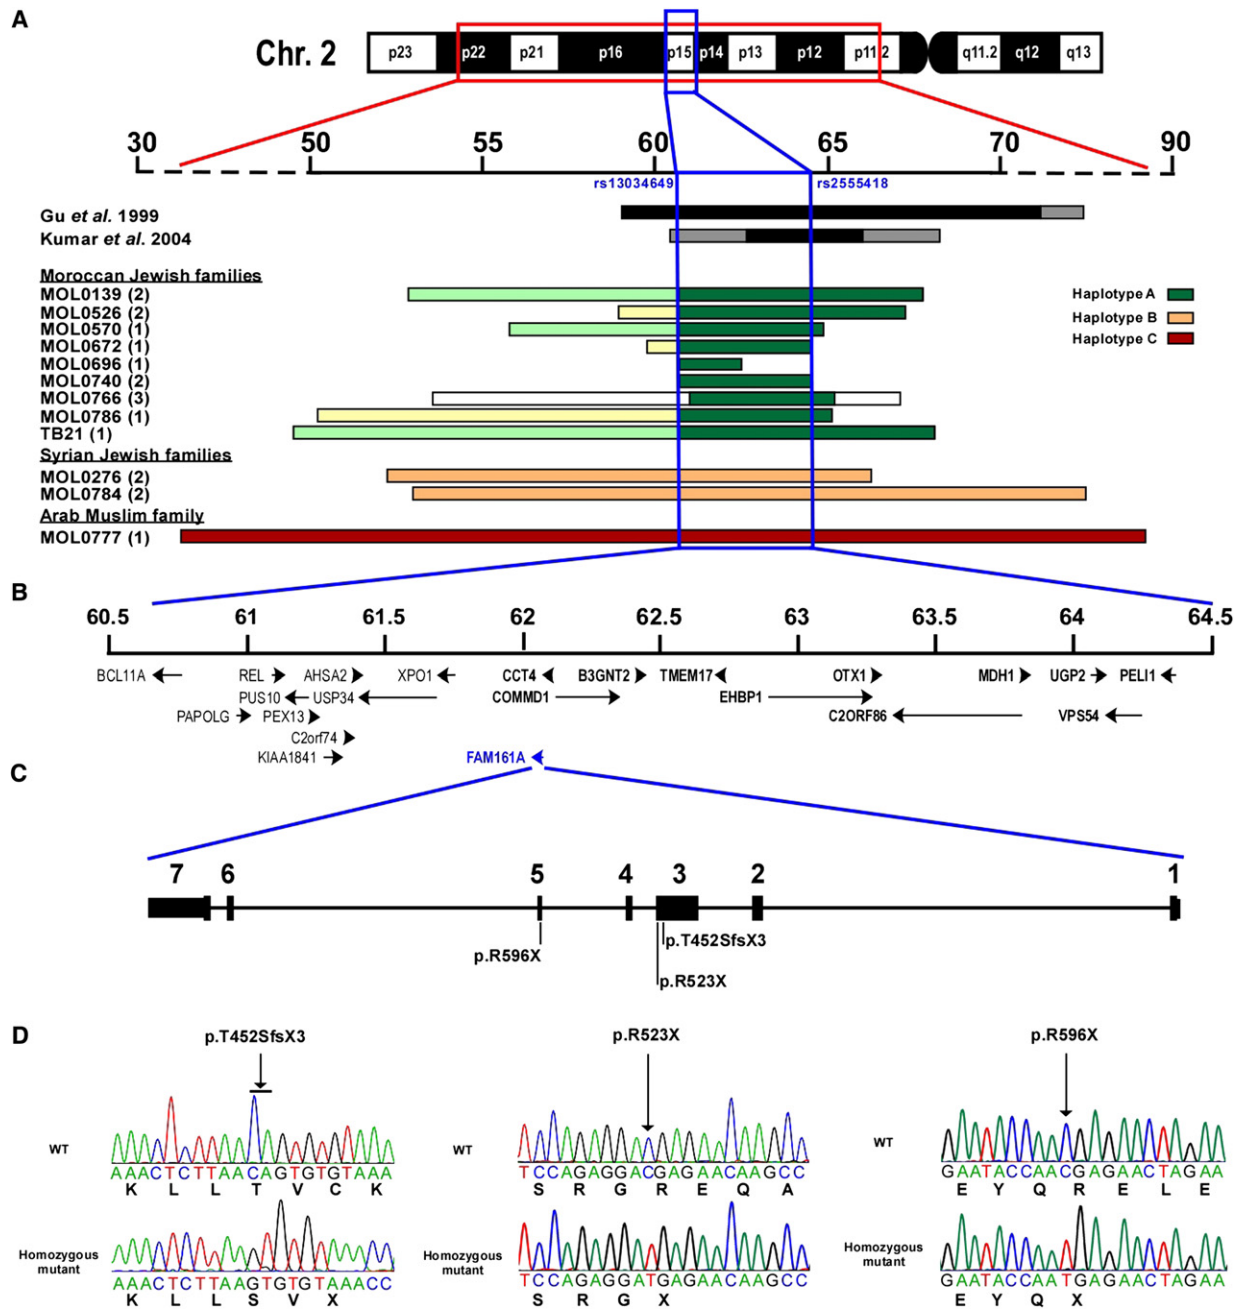 A
Chr. 2
p23 p22 p21 p16 p15 p14 p13 p12 p11.2 q11.2 q12 q13
30 50 55 60 65 70 90
rs13034649 rs2555418
Gu et al. 1999
Kumar et al. 2004
Moroccan Jewish families
MOL0139 (2)
MOL0526 (2)
MOL0570 (1)
MOL0672 (1)
MOL0696 (1)
MOL0740 (2)
MOL0766 (3)
MOL0786 (1)
TB21 (1)
Haplotype A
Haplotype B
Haplotype C
Syrian Jewish families
MOL0276 (2)
MOL0784 (2)
Arab Muslim family
MOL0777 (1)
B
60.5 61 61.5 62 62.5 63 63.5 64 64.5
BCL11A REL AHSA2 XPO1 CCT4 B3GNT2 TMEM17 OTX1 MDH1 UGP2 PELI1
PUS10 USP34 COMMD1 EHBP1
PAPOLG PEX13 C2ORF86 VPS54
C2orf74
KIAA1841 FAM161A
C
7 6 5 4 3 2 1
p.T452SfsX3
p.R596X
p.R523X
D
p.T452SfsX3 p.R523X p.R596X
WT WT WT
AAACTCTTAACAGTGTGTAAA TCCAGAGGACGAGAACAAGCC GAATACCAACGAGAACTAGAA
K L L T V C K S R G R E Q A E Y Q R E L E
Homozygous mutant Homozygous mutant Homozygous mutant
AAACTCTTAAGTGTGTAAACC TCCAGAGGATGAGAACAAGCC GAATACCAATGAGAACTAGAA
K L L S V X S R G X E Y Q X